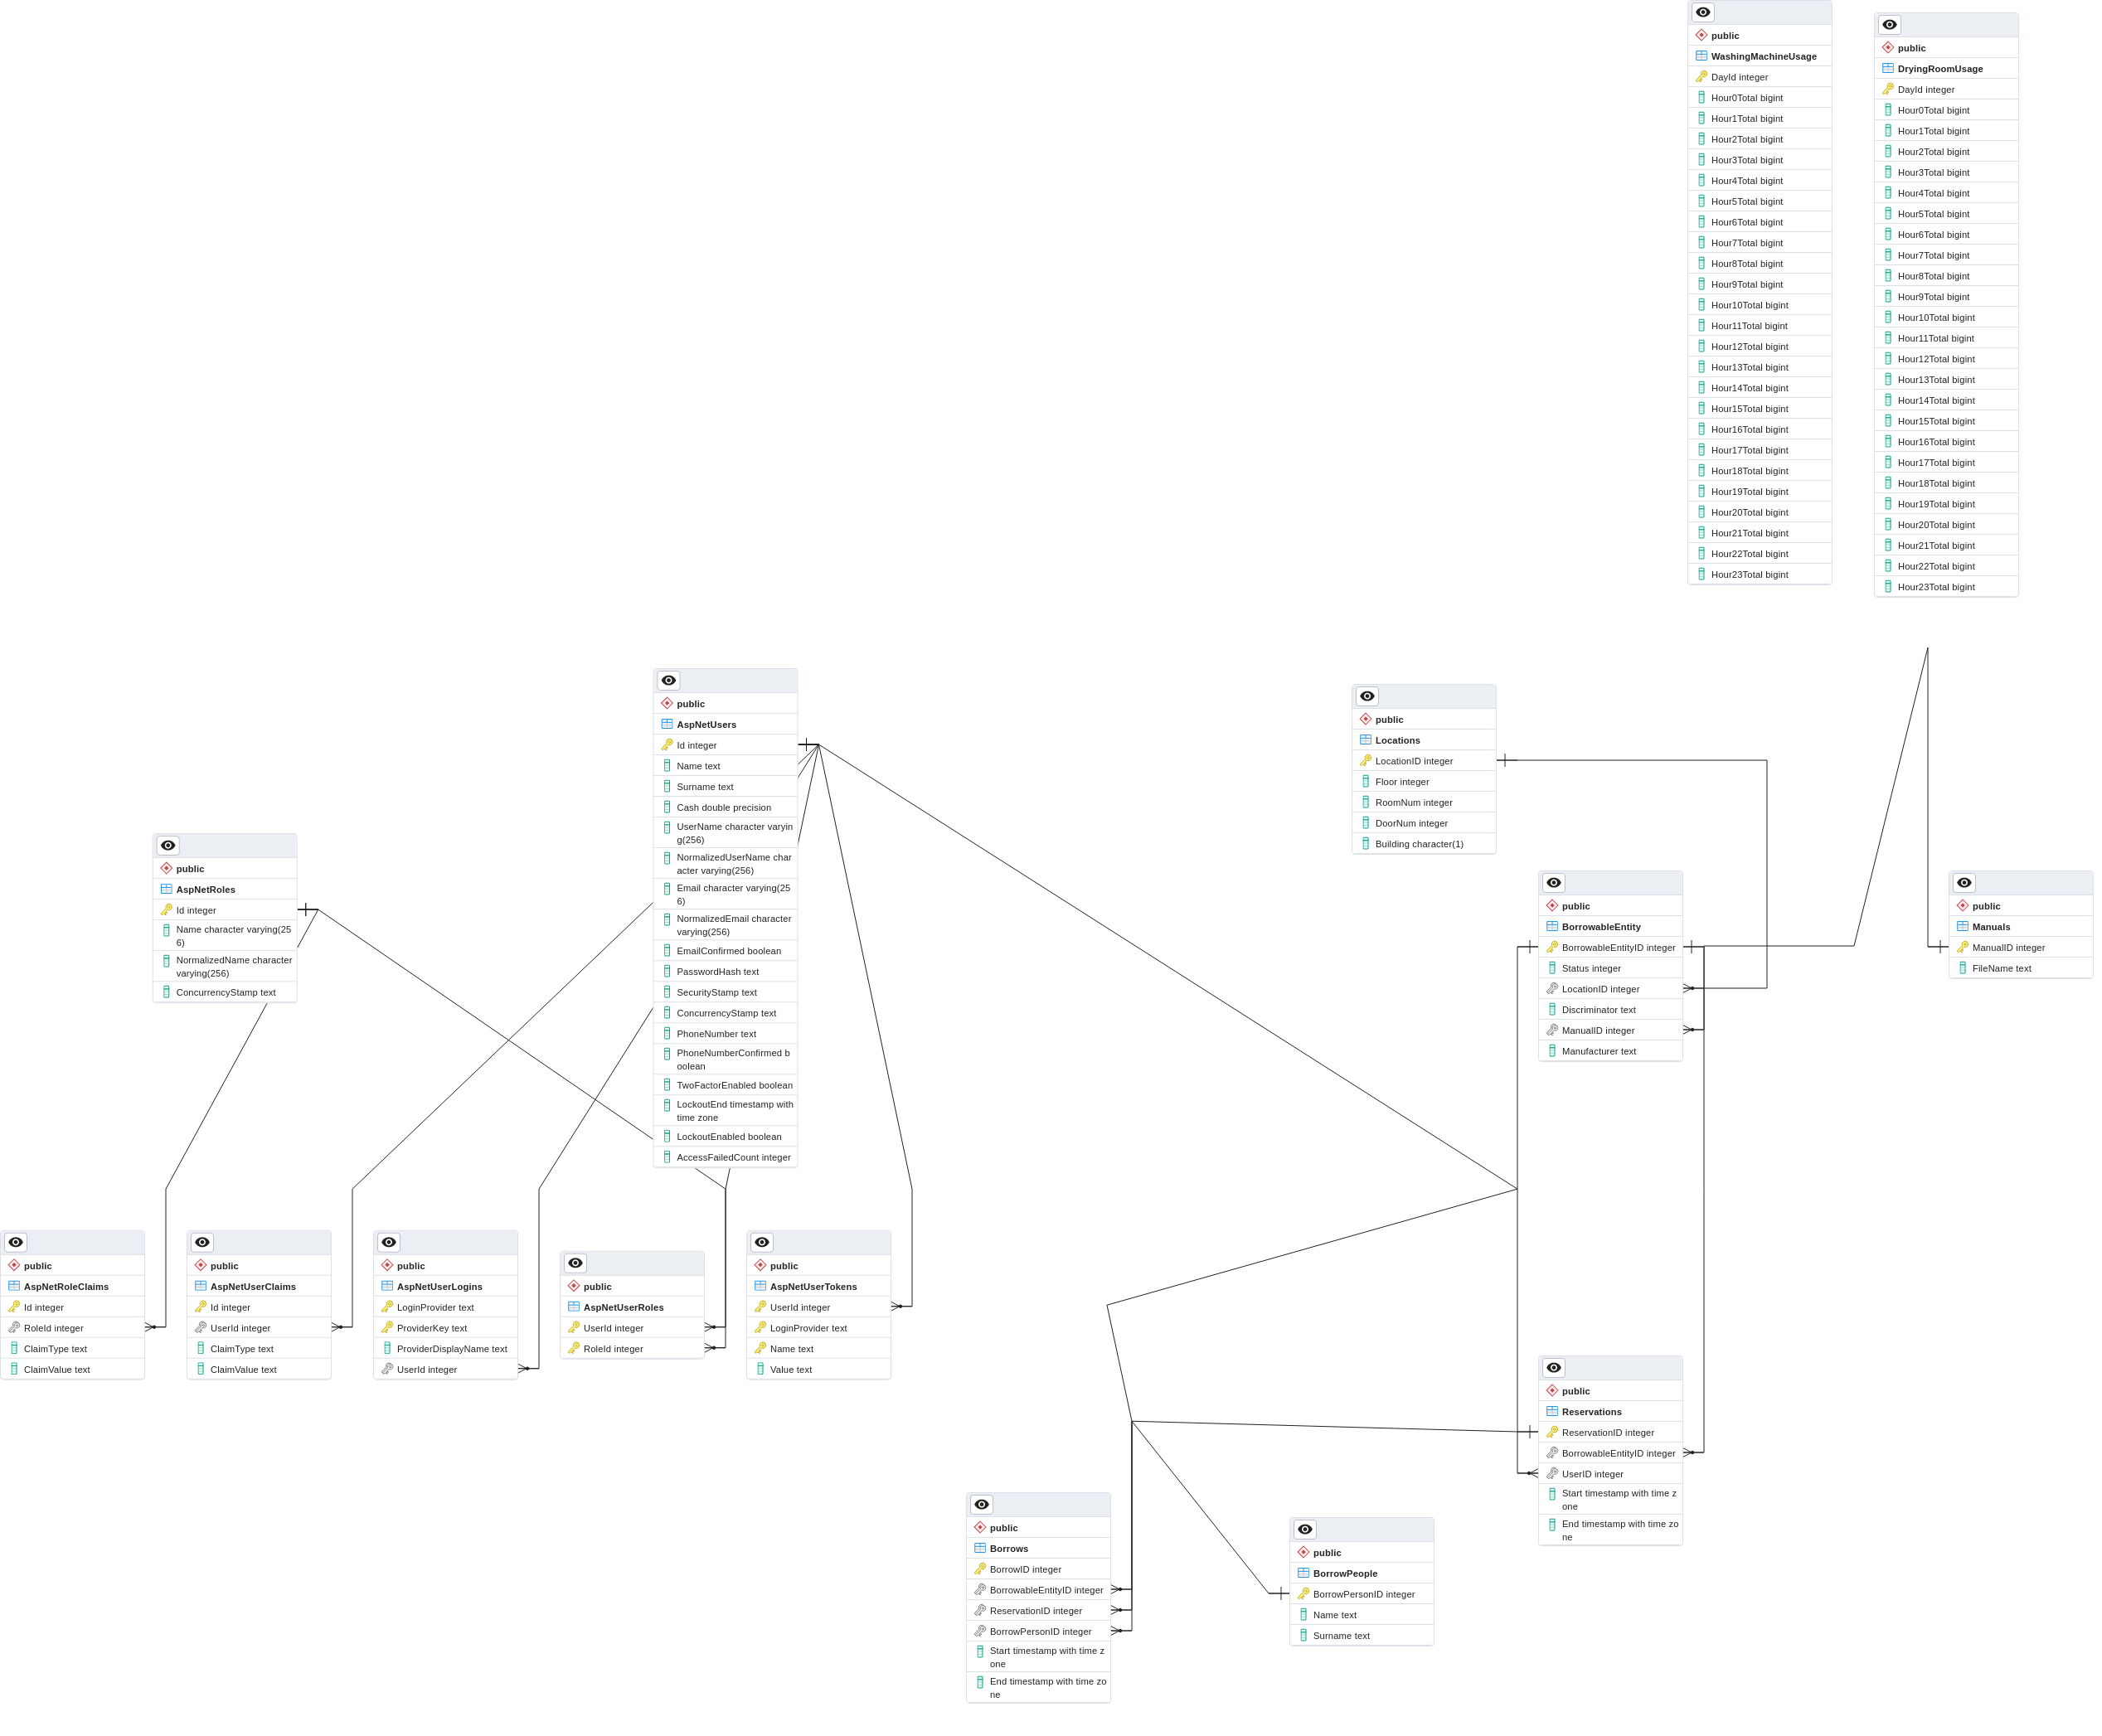 public
WashingMachineUsage
DayId integer
Hour0Total bigint
Hour1Total bigint
Hour2Total bigint
Hour3Total bigint
Hour4Total bigint
Hour5Total bigint
Hour6Total bigint
Hour7Total bigint
Hour8Total bigint
Hour9Total bigint
Hour10Total bigint
Hour11Total bigint
Hour12Total bigint
Hour13Total bigint
Hour14Total bigint
Hour15Total bigint
Hour16Total bigint
Hour17Total bigint
Hour18Total bigint
Hour19Total bigint
Hour20Total bigint
Hour21Total bigint
Hour22Total bigint
Hour23Total bigint
public
DryingRoomUsage
DayId integer
Hour0Total bigint
Hour1Total bigint
Hour2Total bigint
Hour3Total bigint
Hour4Total bigint
Hour5Total bigint
Hour6Total bigint
Hour7Total bigint
Hour8Total bigint
Hour9Total bigint
Hour10Total bigint
Hour11Total bigint
Hour12Total bigint
Hour13Total bigint
Hour14Total bigint
Hour15Total bigint
Hour16Total bigint
Hour17Total bigint
Hour18Total bigint
Hour19Total bigint
Hour20Total bigint
Hour21Total bigint
Hour22Total bigint
Hour23Total bigint
public
AspNetUsers
Id integer
Name text
Surname text
Cash double precision
UserName character varyin
g(256)
NormalizedUserName char
acter varying(256)
Email character varying(25
6)
NormalizedEmail character
varying(256)
EmailConfirmed boolean
PasswordHash text
SecurityStamp text
ConcurrencyStamp text
PhoneNumber text
PhoneNumberConfirmed b
oolean
TwoFactorEnabled boolean
LockoutEnd timestamp with
time zone
LockoutEnabled boolean
AccessFailedCount integer
public
Locations
LocationID integer
Floor integer
RoomNum integer
DoorNum integer
Building character(1)
public
AspNetRoles
Id integer
Name character varying(25
6)
NormalizedName character
varying(256)
ConcurrencyStamp text
public
BorrowableEntity
BorrowableEntityID integer
Status integer
LocationID integer
Discriminator text
ManualID integer
Manufacturer text
public
Manuals
ManualID integer
FileName text
public
AspNetRoleClaims
Id integer
RoleId integer
ClaimType text
ClaimValue text
public
AspNetUserClaims
Id integer
UserId integer
ClaimType text
ClaimValue text
public
AspNetUserLogins
LoginProvider text
ProviderKey text
ProviderDisplayName text
UserId integer
public
AspNetUserRoles
UserId integer
RoleId integer
public
AspNetUserTokens
UserId integer
LoginProvider text
Name text
Value text
public
Reservations
ReservationID integer
BorrowableEntityID integer
UserID integer
Start timestamp with time z
one
End timestamp with time zo
ne
public
Borrows
BorrowID integer
BorrowableEntityID integer
ReservationID integer
BorrowPersonID integer
Start timestamp with time z
one
End timestamp with time zo
ne
public
BorrowPeople
BorrowPersonID integer
Name text
Surname text